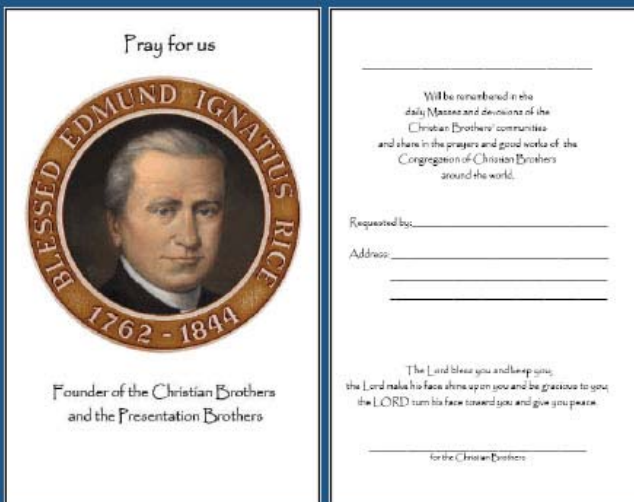 Pray for us
BLESSED EDMUND IGNATIUS RICE
1762 - 1844
Founder of the Christian Brothers
and the Presentation Brothers
Will be remembered in the
daily Masses and devotions of the
Christian Brothers' communities
and share in the prayers and good works of the
Congregation of Christian Brothers
around the world.
Requested by:
Address:
The Lord bless you and keep you;
the Lord make his face shine upon you and be gracious to you;
the LORD turn his face toward you and give you peace.
for the Christian Brothers